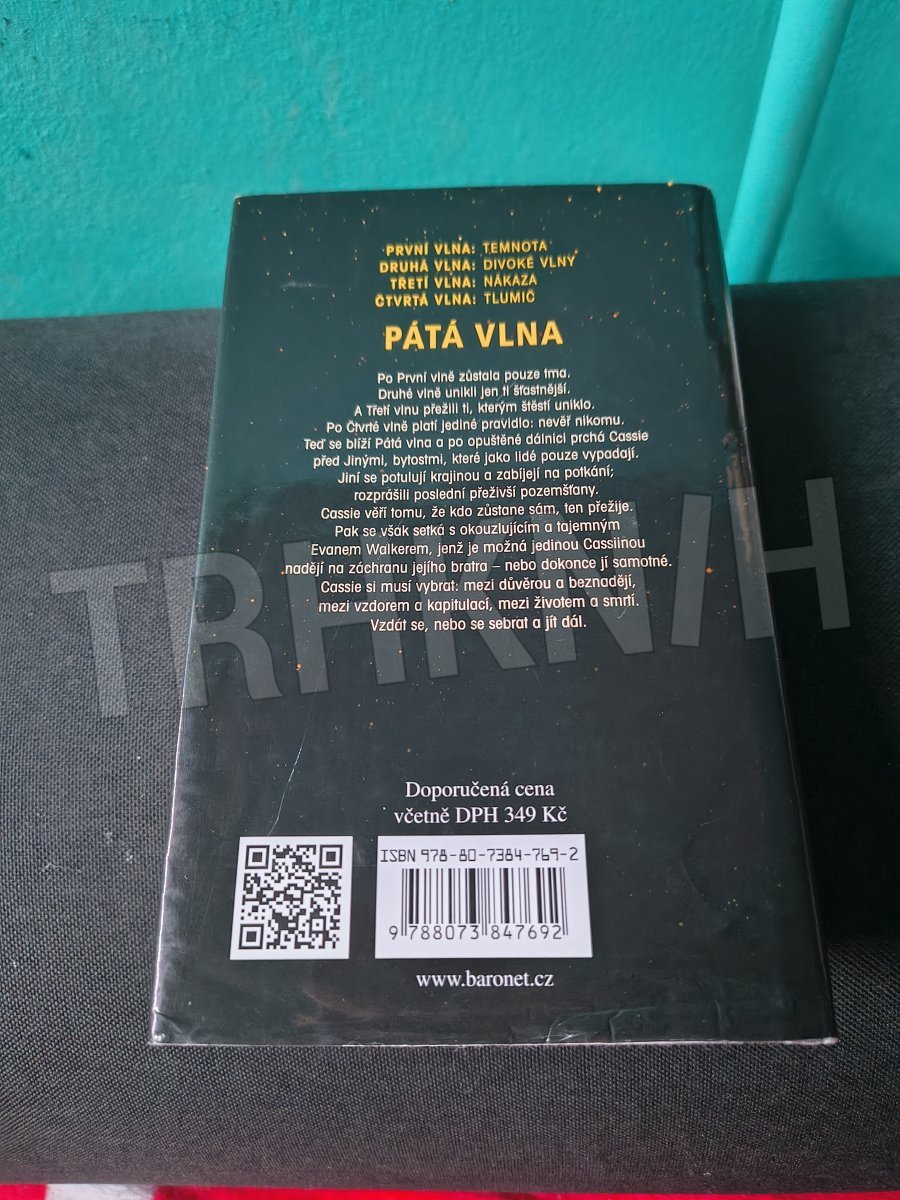 PRVNÍ VLNA: TEMNOTA
DRUHÁ VLNA: DIVOKÉ VLNY
TŘETÍ VLNA: NÁKAZA
ČTVRTÁ VLNA: TLUMIČ
PÁTÁ VLNA
Po První vlně zůstala pouze tma.
Druhé vlně unikli jen ti šťastnější.
A Třetí vlnu přežili ti, kterým štěstí uniklo.
Po Čtvrté vlně platí jediné pravidlo: nevěř nikomu.
Teď se blíží Pátá vlna a po opuštěné dálnici prchá Cassie
před Jinými, bytostmi, které jako lidé pouze vypadají.
Jiní se potulují krajinou a zabíjejí na potkání;
rozprášili poslední přeživší pozemšťany.
Cassie věří tomu, že kdo zůstane sám, ten přežije.
Pak se však setká s okouzlujícím a tajemným
Evanem Walkerem, jenž je možná jedinou Cassiinou
nadějí na záchranu jejího bratra – nebo dokonce jí samotné.
Cassie si musí vybrat: mezi důvěrou a beznadějí,
mezi vzdorem a kapitulací, mezi životem a smrtí.
Vzdát se, nebo se sebrat a jít dál.
TRHKNIH
Doporučená cena
včetně DPH 349 Kč
ISBN 978-80-7384-769-2
9 788073 847692
www.baronet.cz